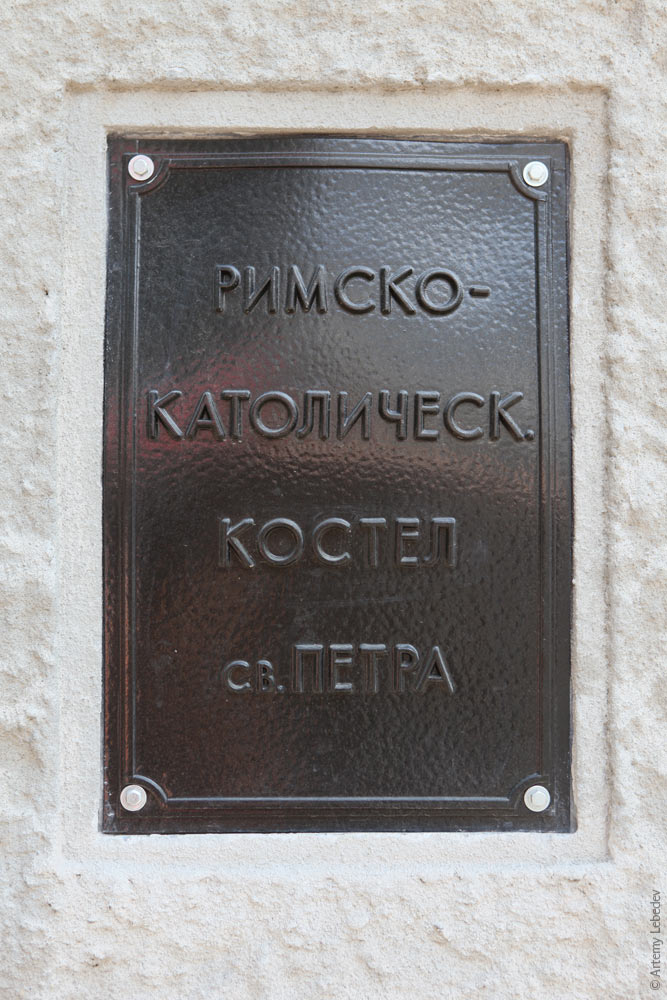 РИМСКО-
КАТОЛИЧЕСК.
КОСТЕЛ
св. ПЕТРА
© Artemy Lebedev